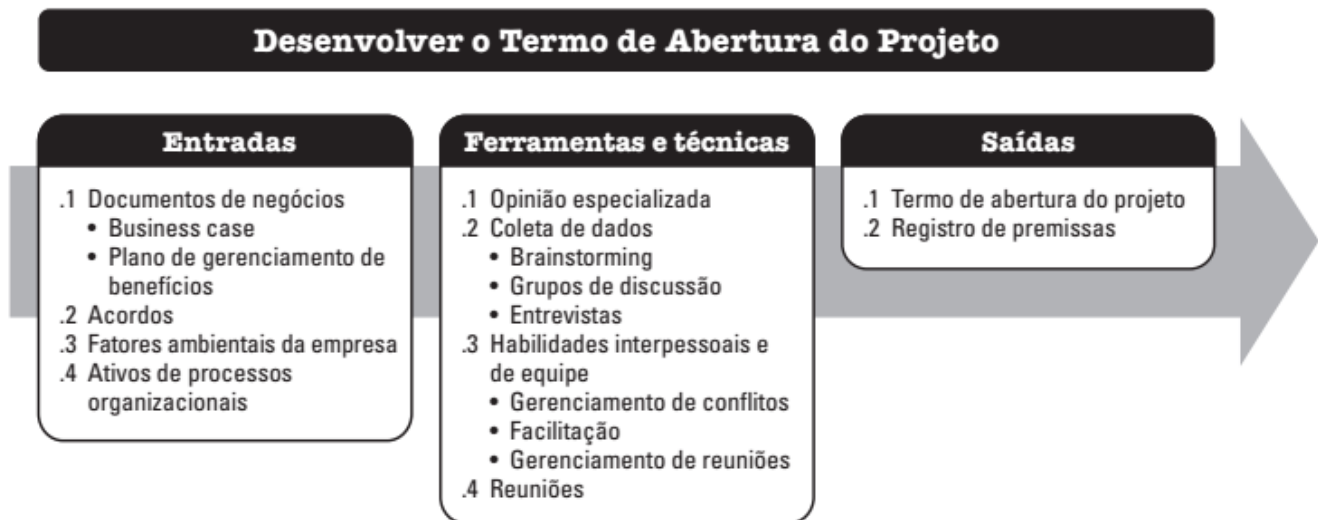 Desenvolver o Termo de Abertura do Projeto
Entradas
.1 Documentos de negócios
• Business case
• Plano de gerenciamento de
benefícios
.2 Acordos
.3 Fatores ambientais da empresa
.4 Ativos de processos
organizacionais
Ferramentas e técnicas
.1 Opinião especializada
.2 Coleta de dados
• Brainstorming
• Grupos de discussão
• Entrevistas
.3 Habilidades interpessoais e
de equipe
• Gerenciamento de conflitos
• Facilitação
• Gerenciamento de reuniões
.4 Reuniões
Saídas
.1 Termo de abertura do projeto
.2 Registro de premissas